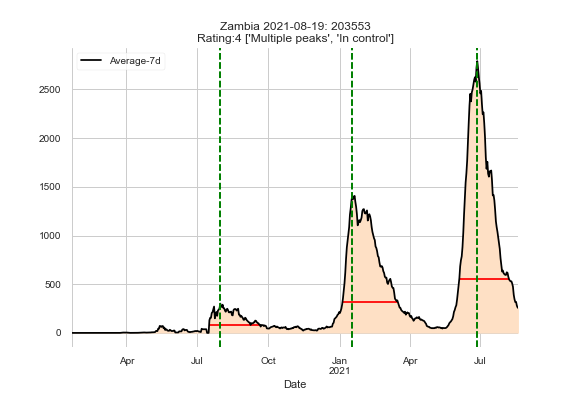 Zambia 2021-08-19: 203553
Rating:4 ['Multiple peaks', 'In control']
Average-7d
2500
2000
1500
1000
500
0
Apr
Jul
Oct
Jan
2021
Apr
Jul
Date